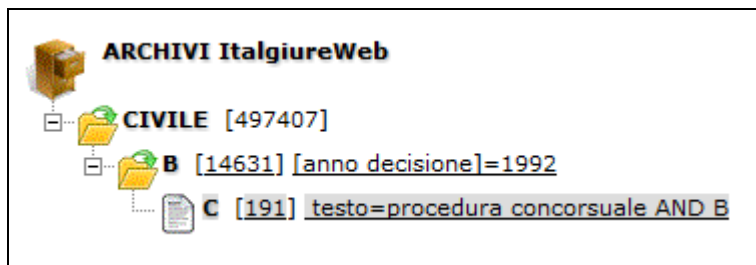 ARCHIVI ItalgiureWeb
CIVILE [497407]
B [14631] [anno decisione]=1992
C [191] testo=procedura concorsuale AND B